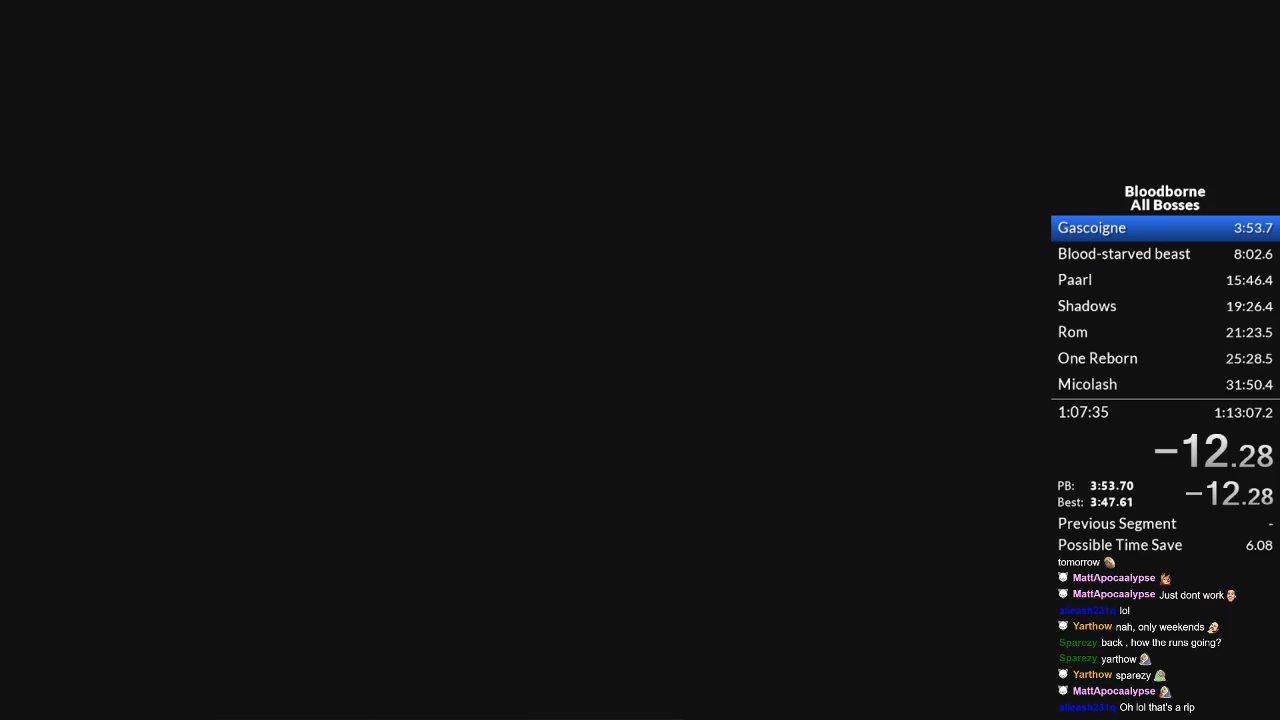 Bloodborne
All Bosses
Gascoigne 3:53.7
Blood-starved beast 8:02.6
Paarl 15:46.4
Shadows 19:26.4
Rom 21:23.5
One Reborn 25:28.5
Micolash 31:50.4
1:07:35 1:13:07.2
−12.28
PB: 3:53.70 −12.28
Best: 3:47.61
Previous Segment -
Possible Time Save 6.08
tomorrow
MattApocaalypse
MattApocaalypse Just dont work
lol
Yarthow nah, only weekends
Sparezy back , how the runs going?
Sparezy yarthow
Yarthow sparezy
MattApocaalypse
Oh lol that's a rip